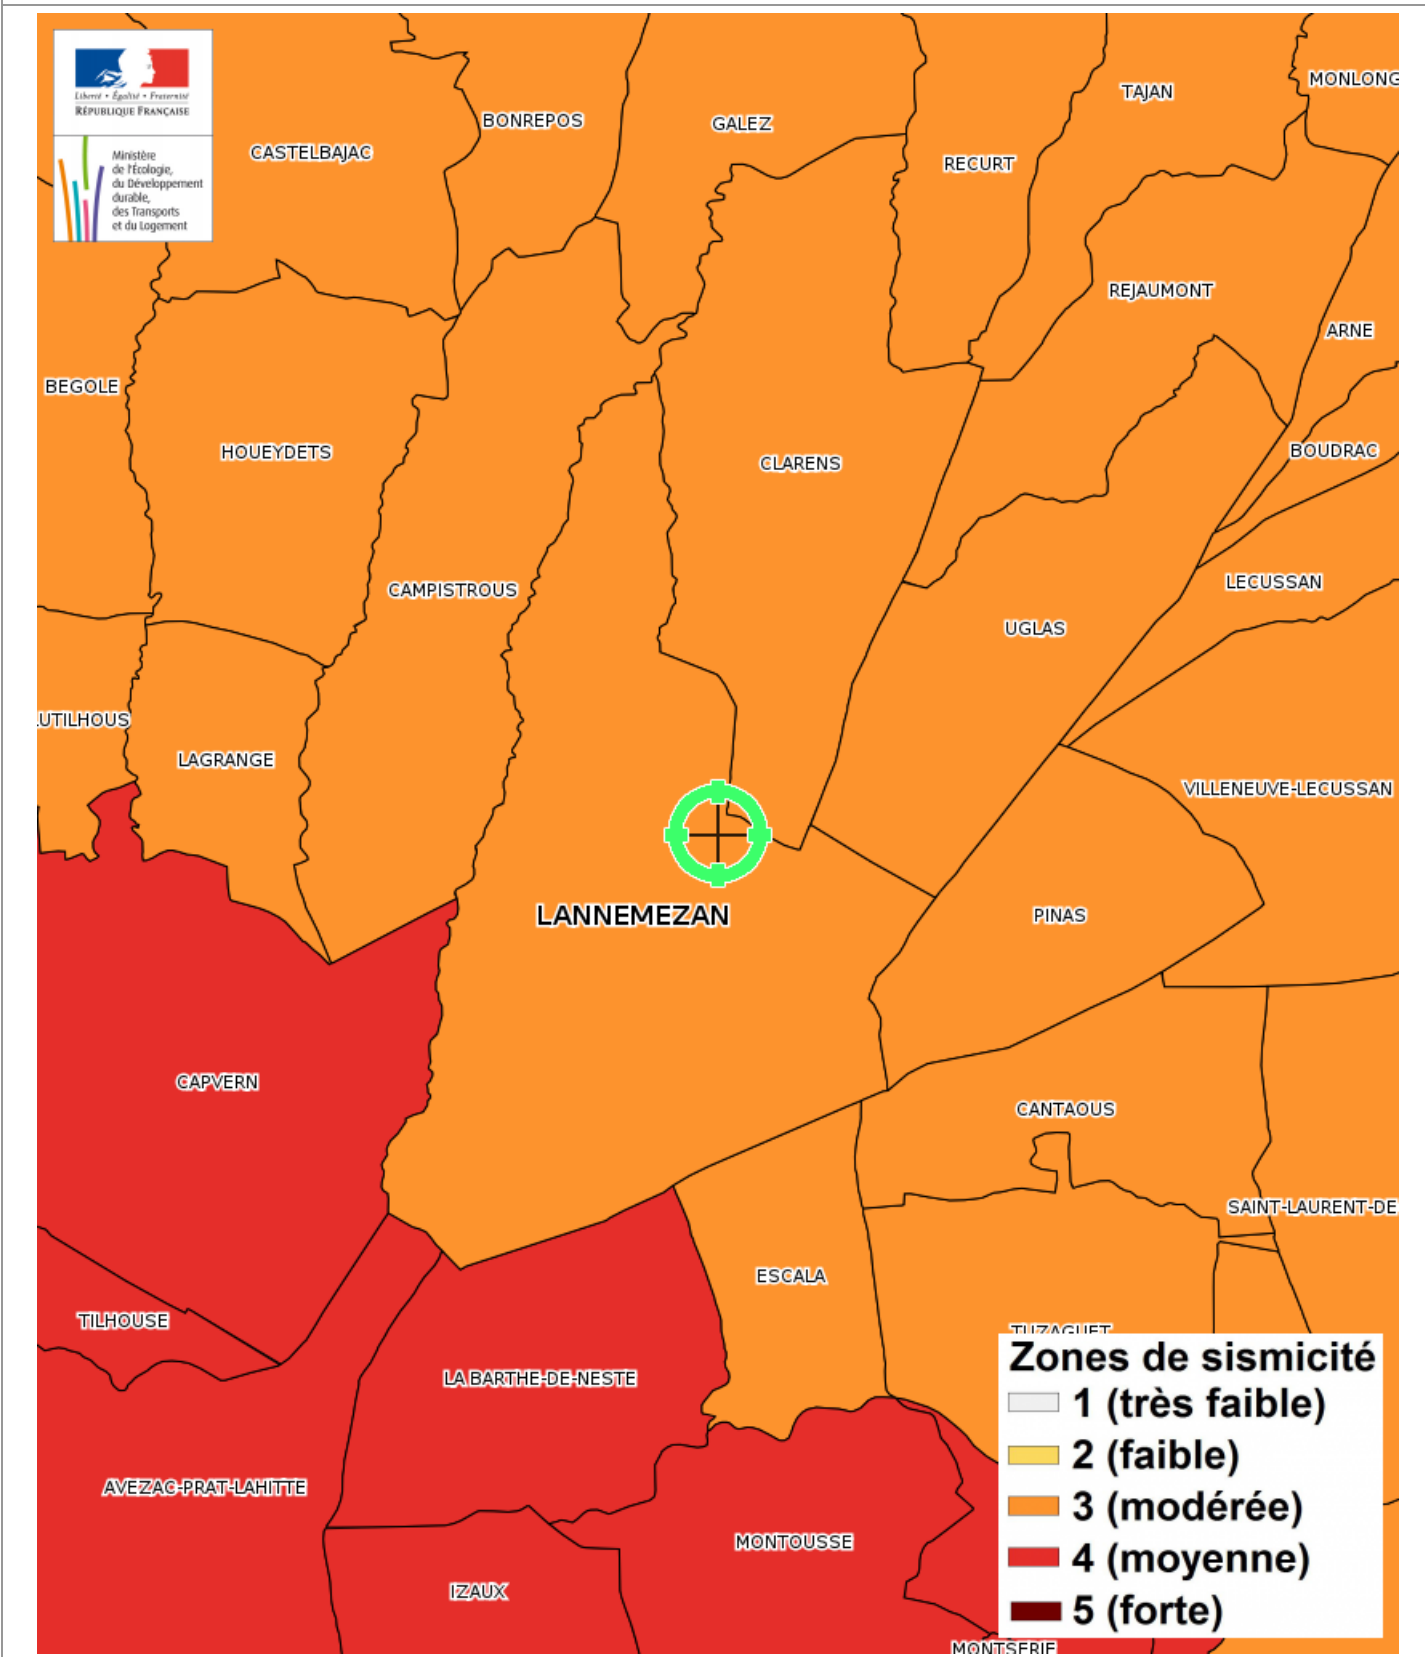 Liberté • Égalité • Fraternité
RÉPUBLIQUE FRANÇAISE
Ministère
de l'Écologie,
du Développement
durable,
des Transports
et du Logement
MONLONG
TAJAN
BONREPOS
GALEZ
CASTELBAJAC
RECURT
REJAUMONT
ARNE
BEGOLE
HOUEYDETS
CLARENS
BOUDRAC
CAMPISTROUS
LECUSSAN
UGLAS
LUTILHOUS
LAGRANGE
VILLENEUVE-LECUSSAN
LANNEMEZAN
PINAS
CAPVERN
CANTAOUS
SAINT-LAURENT-DE
ESCALA
TILHOUSE
TUZAGUET
LA BARTHE-DE-NESTE
AVEZAC-PRAT-LAHITTE
MONTOUSSE
IZAUX
MONTSERIE
Zones de sismicité
1 (très faible)
2 (faible)
3 (modérée)
4 (moyenne)
5 (forte)